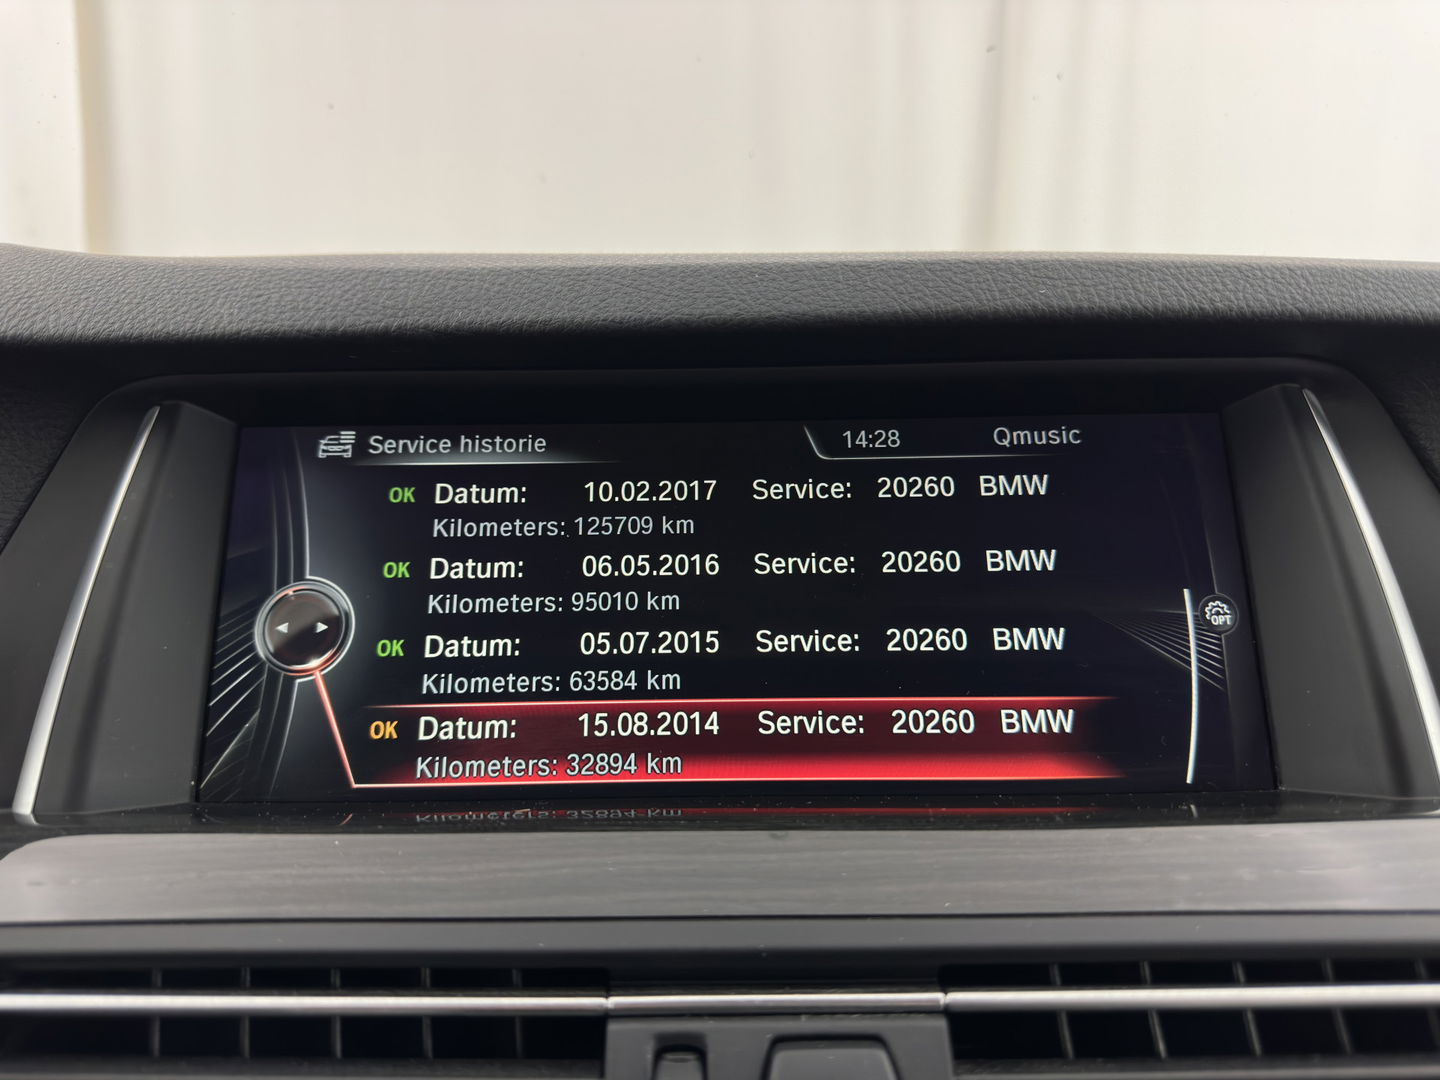 Service historie 14:28 Qmusic
OK Datum: 10.02.2017 Service: 20260 BMW
Kilometers: 125709 km
OK Datum: 06.05.2016 Service: 20260 BMW
Kilometers: 95010 km
OK Datum: 05.07.2015 Service: 20260 BMW
Kilometers: 63584 km
OPT
OK Datum: 15.08.2014 Service: 20260 BMW
Kilometers: 32894 km